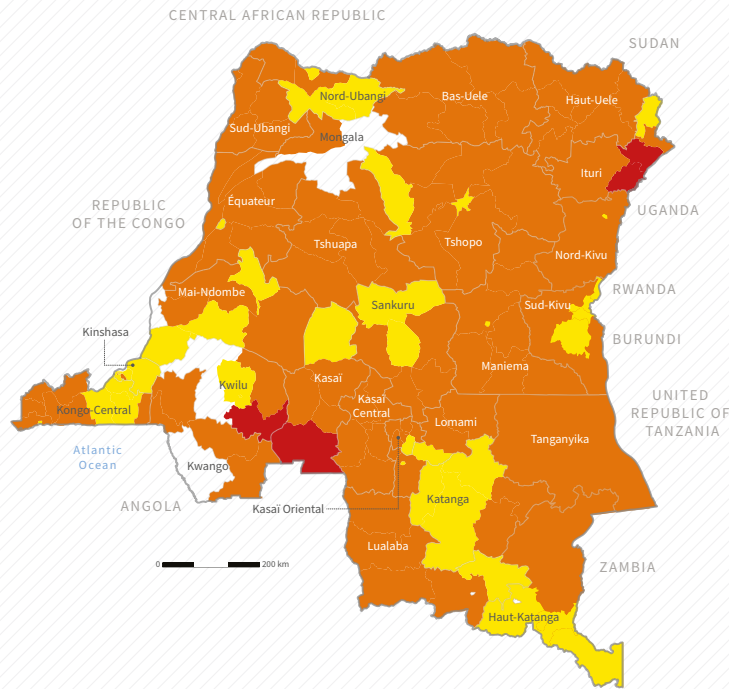 CENTRAL AFRICAN REPUBLIC
SUDAN
Nord-Ubangi
Bas-Uele
Haut-Uele
Sud-Ubangi
Mongala
Ituri
Équateur
REPUBLIC
OF THE CONGO
UGANDA
Tshuapa
Tshopo
Nord-Kivu
Mai-Ndombe
RWANDA
Sankuru
Sud-Kivu
Kinshasa
BURUNDI
Maniema
Kasaï
Kwilu
UNITED
REPUBLIC OF
TANZANIA
Kasaï
Central
Kongo-Central
Lomami
Tanganyika
Atlantic
Ocean
Kwango
Katanga
ANGOLA
Kasaï Oriental
Lualaba
0
200 km
ZAMBIA
Haut-Katanga